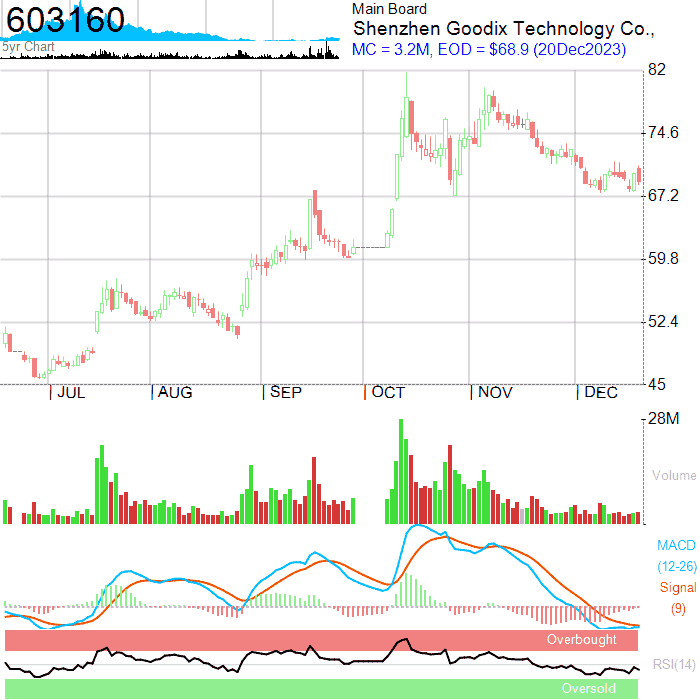 603160
5yr Chart
Main Board
Shenzhen Goodix Technology Co.,
MC = 3.2M, EOD = $68.9 (20Dec2023)
82
74.6
67.2
59.8
52.4
45
JUL AUG SEP OCT NOV DEC
28M
Volume
MACD
(12-26)
Signal
(9)
Overbought
RSI(14)
Oversold